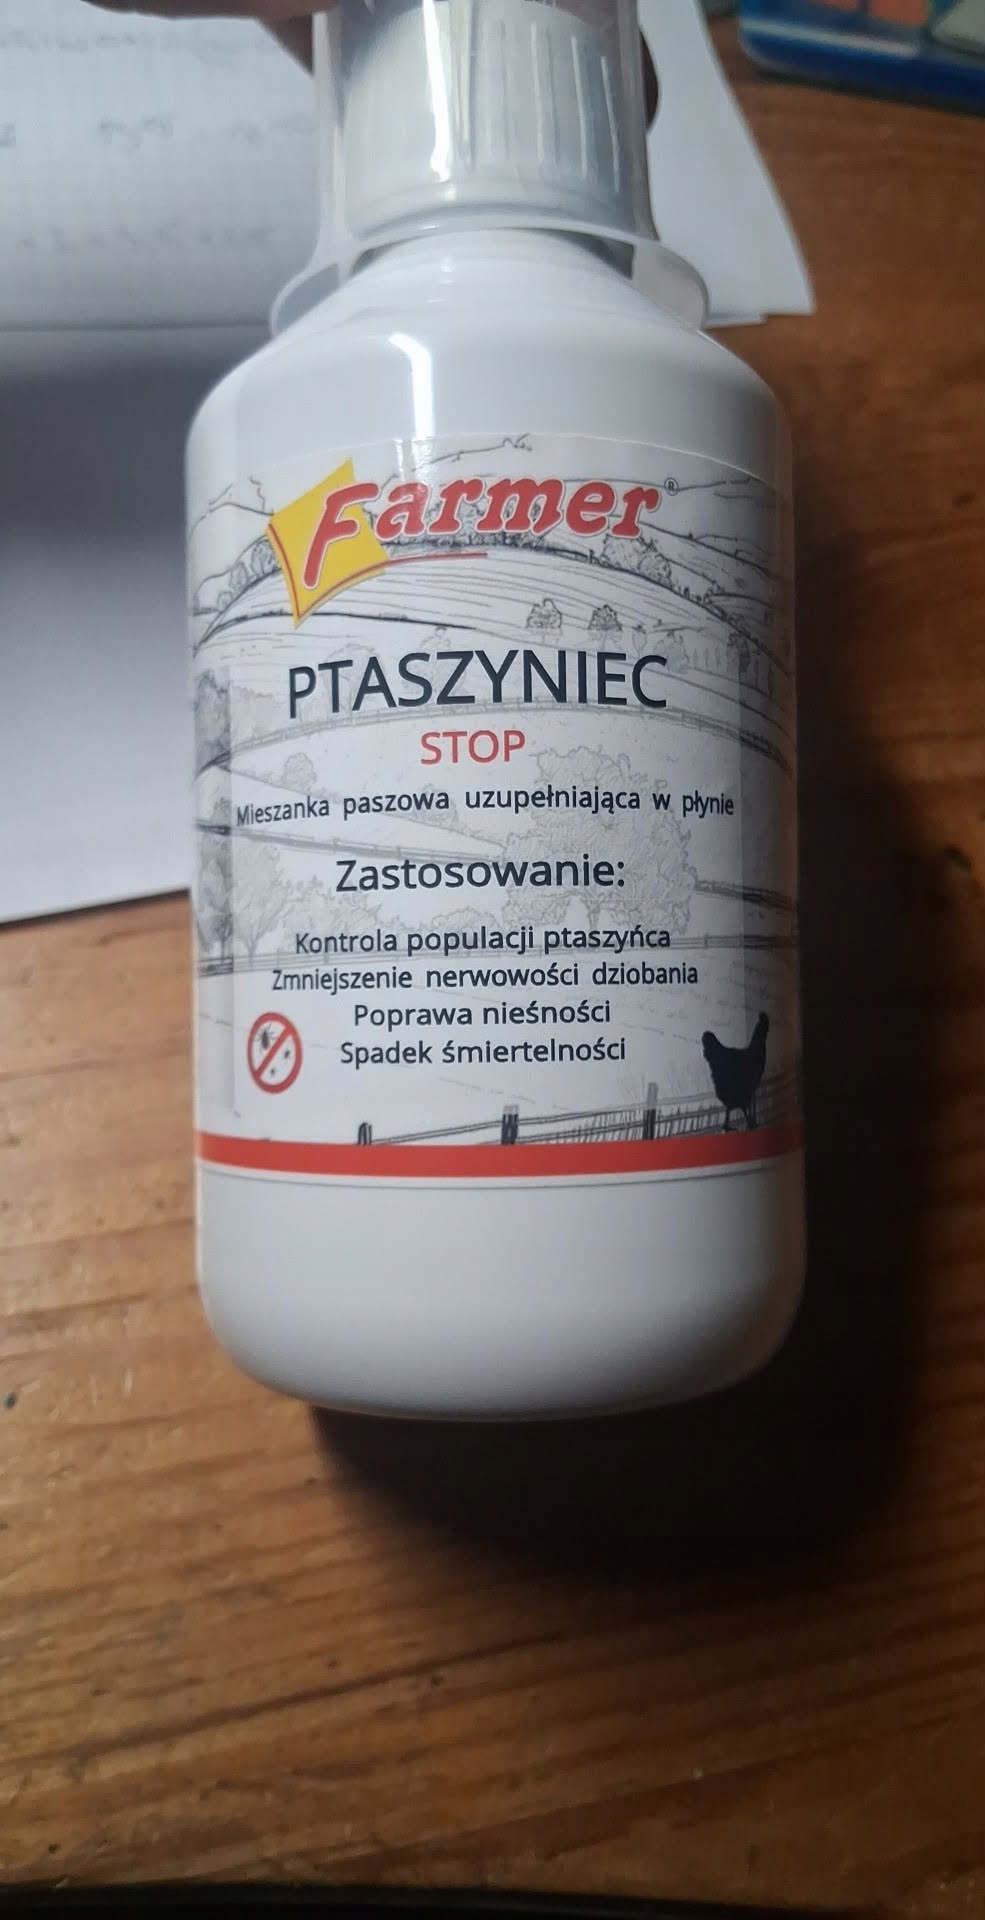 Farmer®
PTASZYNIEC
STOP
Mieszanka paszowa uzupełniająca w płynie
Zastosowanie:
Kontrola populacji ptaszyńca
Zmniejszenie nerwowości dziobania
Poprawa nieśności
Spadek śmiertelności